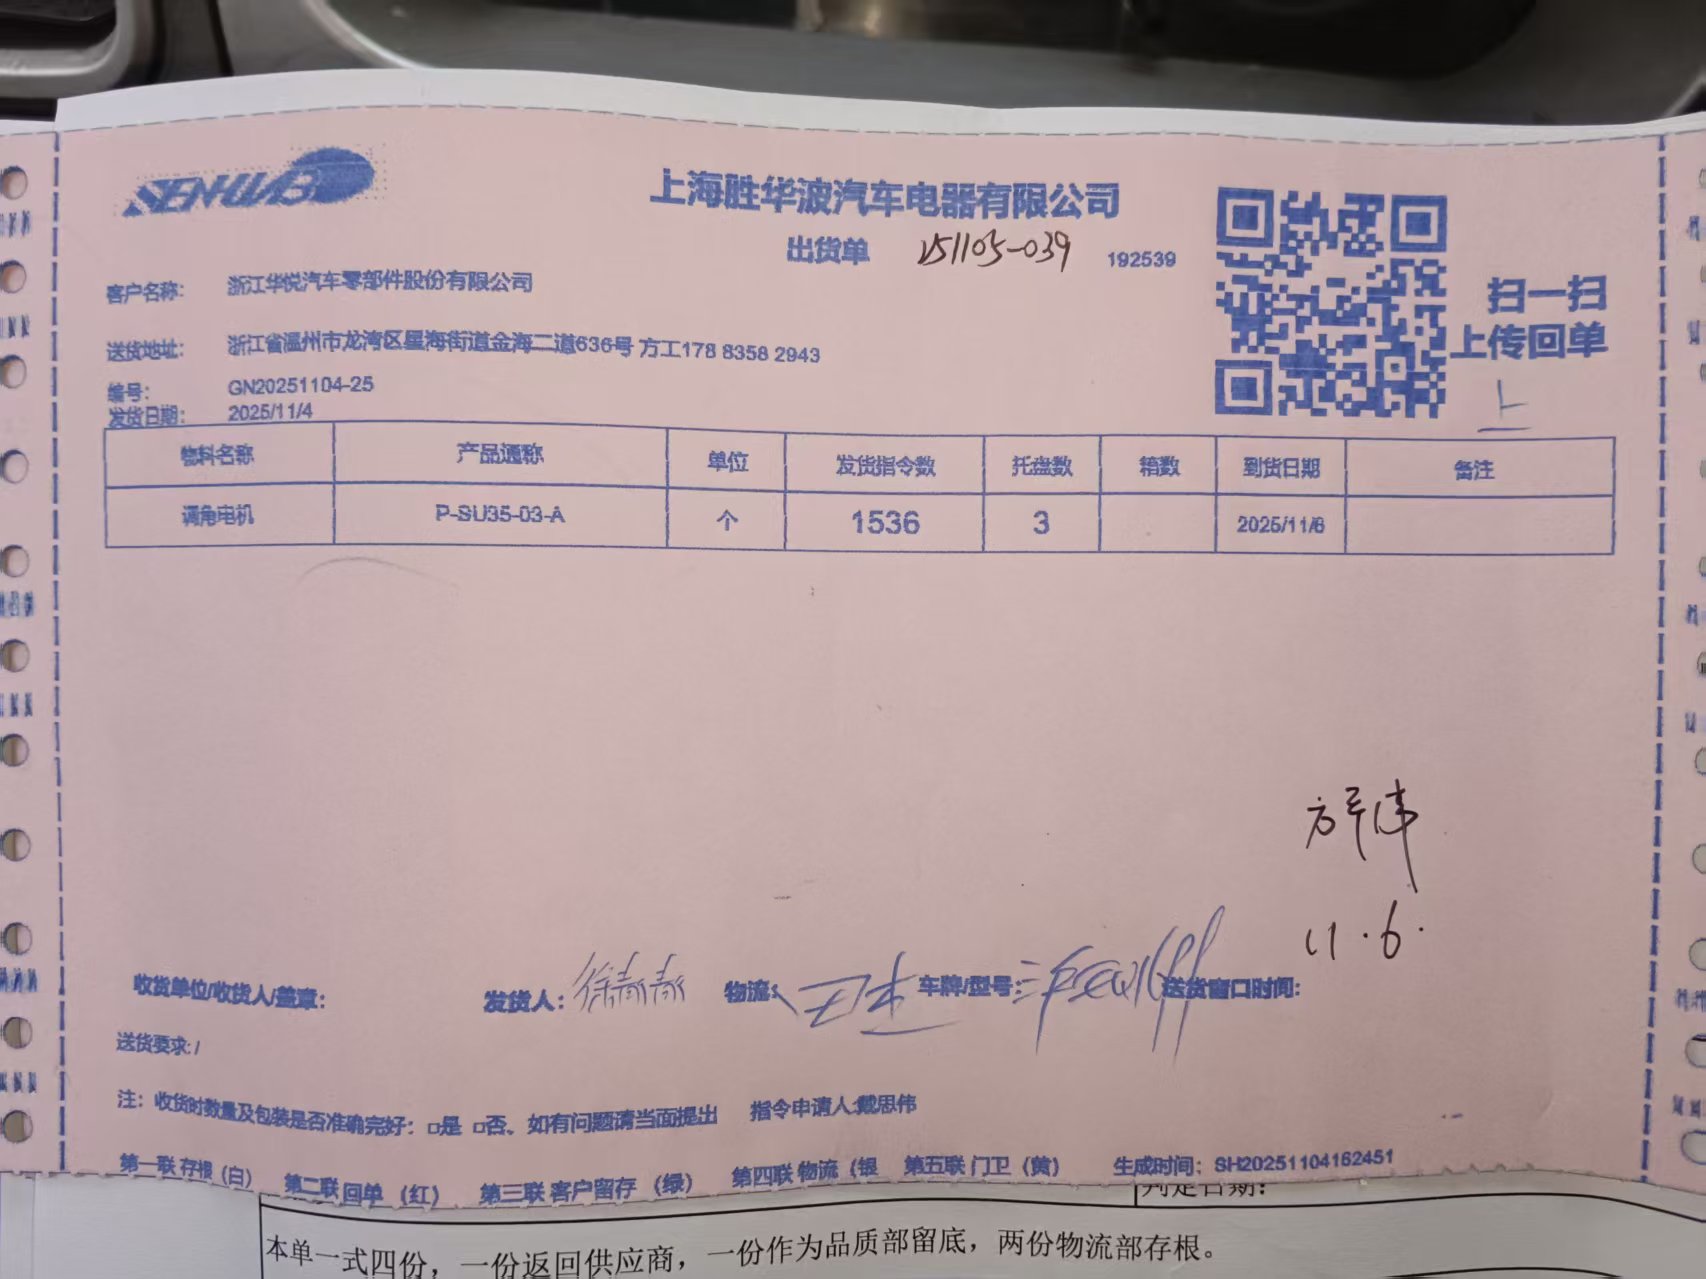 SENWB
上海胜华波汽车电器有限公司
出货单 251105-039 192539
扫一扫
上传回单
上
客户名称: 浙江华悦汽车零部件股份有限公司
送货地址: 浙江省温州市龙湾区星海街道金海二道636号 方工178 8358 2943
编号: GN20251104-25
发货日期: 2025/11/4
物料名称 产品通称 单位 发货指令数 托盘数 箱数 到货日期 备注
调角电机 P-SU35-03-A 个 1536 3 2025/11/6
11.6.
收货单位/收货人/盖章: 发货人: 徐青青 物流: 车牌/型号: 送货窗口时间:
送货要求: /
注: 收货时数量及包装是否准确完好: □是 □否、如有问题请当面提出 指令申请人:戴思伟
第一联 存根 (白) 第二联 回单 (红) 第三联 客户留存 (绿) 第四联 物流 (银 第五联 门卫 (黄) 生成时间: SH20251104162451
判定日期:
本单一式四份，一份返回供应商，一份作为品质部留底，两份物流部存根。